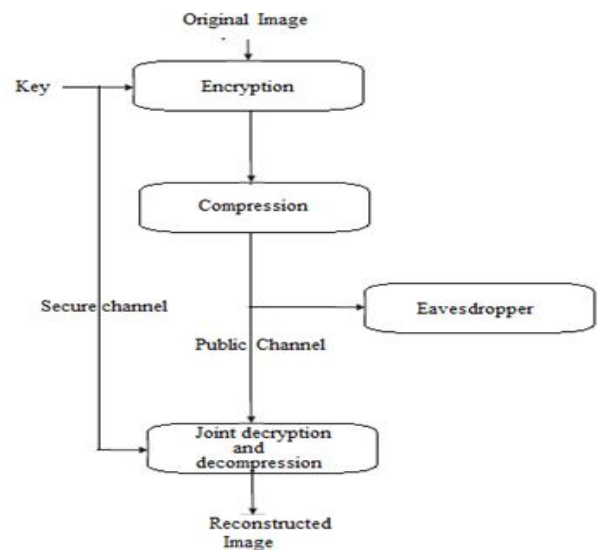 Original Image
Key
Encryption
Compression
Secure channel
Eavesdropper
Public Channel
Joint decryption
and
decompression
Reconstructed
Image